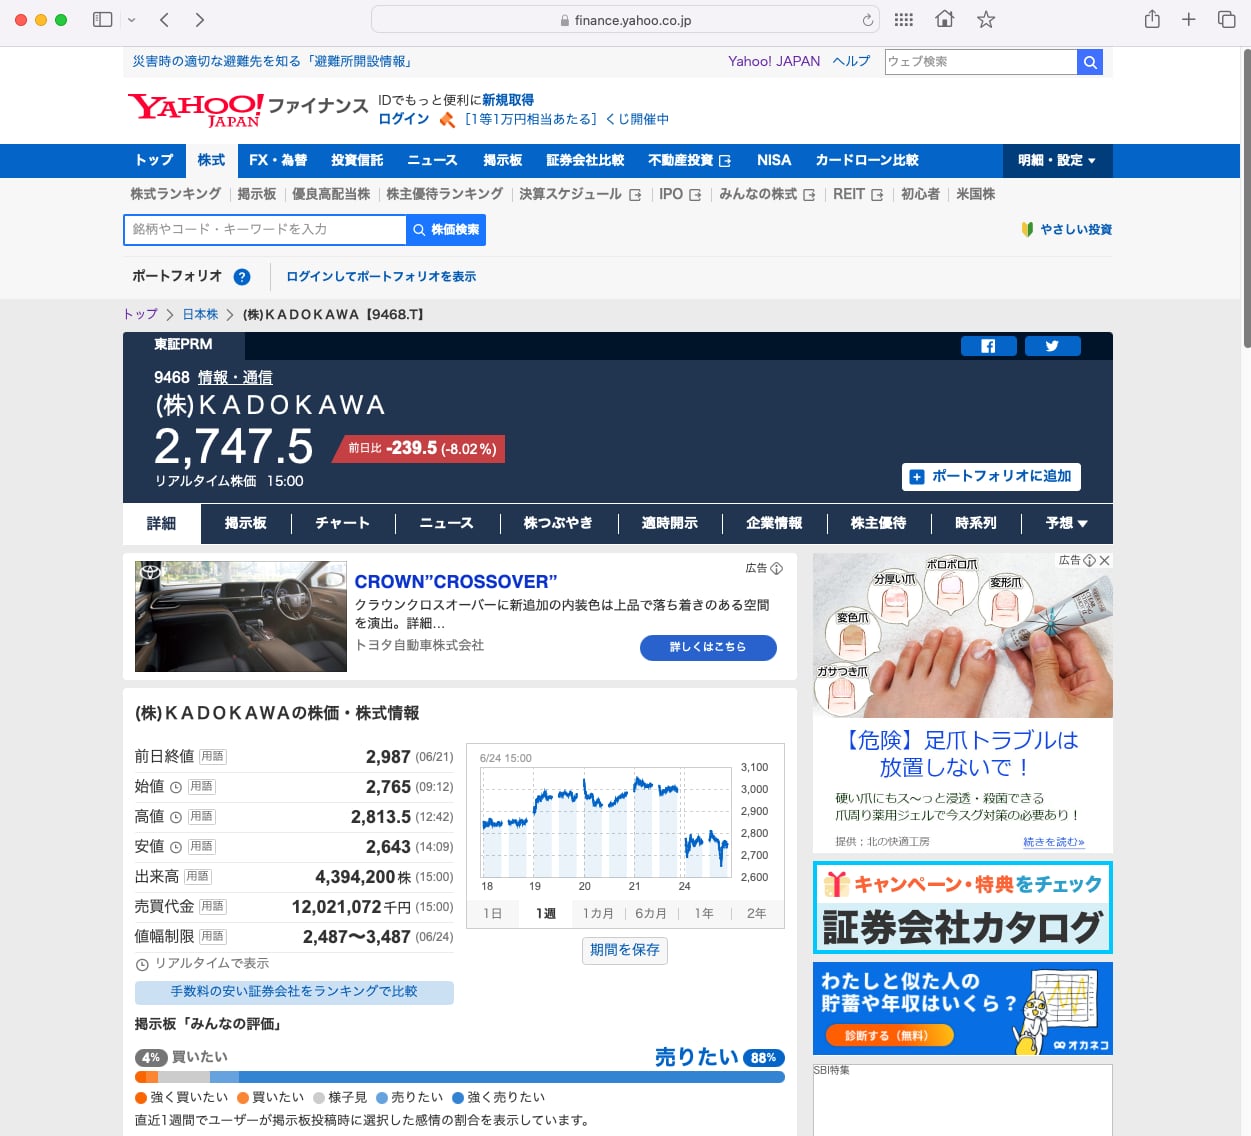 finance.yahoo.co.jp
災害時の適切な避難先を知る「避難所開設情報」
Yahoo! JAPAN ヘルプ
ウェブ検索
YAHOO! JAPAN ファイナンス
IDでもっと便利に新規取得
ログイン [1等1万円相当あたる] くじ開催中
トップ 株式 FX・為替 投資信託 ニュース 掲示板 証券会社比較 不動産投資 NISA カードローン比較 明細・設定
株式ランキング 掲示板 優良高配当株 株主優待ランキング 決算スケジュール IPO みんなの株式 REIT 初心者 米国株
銘柄やコード・キーワードを入力 株価検索 やさしい投資
ポートフォリオ ? ログインしてポートフォリオを表示
トップ > 日本株 > (株)ＫＡＤＯＫＡＷＡ【9468.T】
東証PRM
9468 情報・通信
(株)ＫＡＤＯＫＡＷＡ
2,747.5 前日比 -239.5 (-8.02%)
リアルタイム株価 15:00
ポートフォリオに追加
詳細 掲示板 チャート ニュース 株つぶやき 適時開示 企業情報 株主優待 時系列 予想
広告
CROWN”CROSSOVER”
クラウンクロスオーバーに新追加の内装色は上品で落ち着きのある空間
を演出。詳細…
トヨタ自動車株式会社
詳しくはこちら
(株)ＫＡＤＯＫＡＷＡの株価・株式情報
前日終値 用語 2,987 (06/21)
始値 用語 2,765 (09:12)
高値 用語 2,813.5 (12:42)
安値 用語 2,643 (14:09)
出来高 用語 4,394,200株 (15:00)
売買代金 用語 12,021,072千円 (15:00)
値幅制限 用語 2,487〜3,487 (06/24)
リアルタイムで表示
手数料の安い証券会社をランキングで比較
6/24 15:00
3,100
3,000
2,900
2,800
2,700
2,600
18 19 20 21 24
1日 1週 1カ月 6カ月 1年 2年
期間を保存
掲示板「みんなの評価」
4% 買いたい 売りたい 88%
強く買いたい 買いたい 様子見 売りたい 強く売りたい
直近1週間でユーザーが掲示板投稿時に選択した感情の割合を表示しています。
広告
ボロボロ爪
分厚い爪
変形爪
変色爪
ガサつき爪
【危険】足爪トラブルは
放置しないで！
硬い爪にもス〜っと浸透・殺菌できる
爪周り薬用ジェルで今スグ対策の必要あり！
提供：北の快適工房 続きを読む»
キャンペーン・特典をチェック
証券会社カタログ
わたしと似た人の
貯蓄や年収はいくら？
診断する（無料）
オカネコ
SBI特集